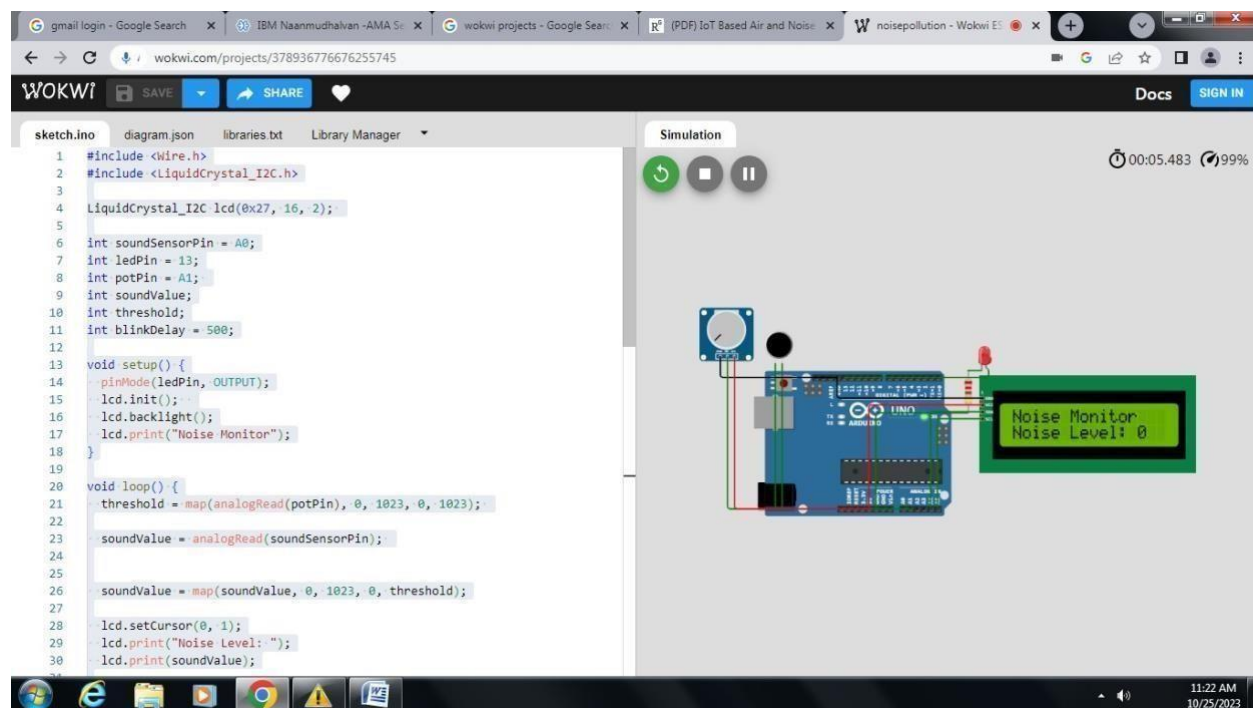 gmail login - Google Search
IBM Naanmudhalvan -AMA Se
wokwi projects - Google Searc
(PDF) IoT Based Air and Noise
noisepollution - Wokwi ES
wokwi.com/projects/378936776676255745
WOKWi SAVE SHARE Docs SIGN IN
sketch.ino diagram.json libraries.txt Library Manager
1 #include <Wire.h>
2 #include <LiquidCrystal_I2C.h>
3
4 LiquidCrystal_I2C lcd(0x27, 16, 2);
5
6 int soundSensorPin = A0;
7 int ledPin = 13;
8 int potPin = A1;
9 int soundValue;
10 int threshold;
11 int blinkDelay = 500;
12
13 void setup() {
14 pinMode(ledPin, OUTPUT);
15 lcd.init();
16 lcd.backlight();
17 lcd.print("Noise Monitor");
18 }
19
20 void loop() {
21 threshold = map(analogRead(potPin), 0, 1023, 0, 1023);
22
23 soundValue = analogRead(soundSensorPin);
24
25
26 soundValue = map(soundValue, 0, 1023, 0, threshold);
27
28 lcd.setCursor(0, 1);
29 lcd.print("Noise Level: ");
30 lcd.print(soundValue);
Simulation
00:05.483 99%
DIGITAL (PWM ~)
UNO
ARDUINO
Noise Monitor
Noise Level: 0
11:22 AM
10/25/2023